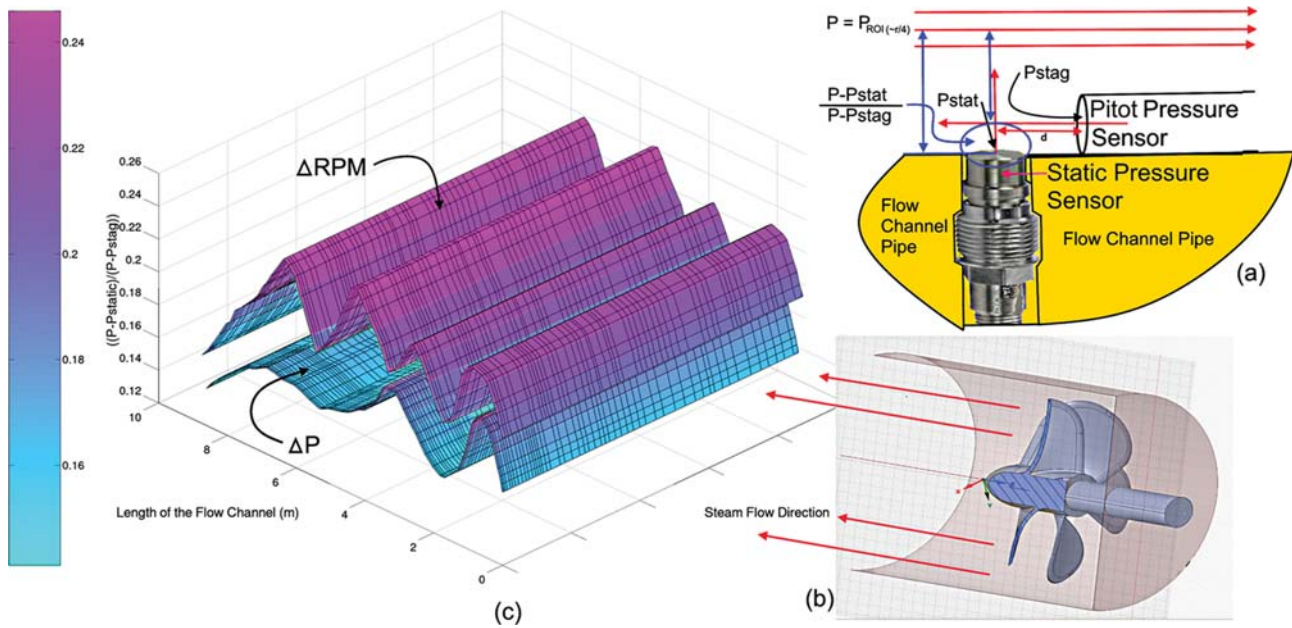 0.24
0.22
0.2
0.18
0.16
0.26
0.24
0.22
0.2
0.18
0.16
0.14
0.12
((P-Pstatic)/(P-Pstag))
10
8
6
4
2
0
Length of the Flow Channel (m)
ΔRPM
ΔP
(c)
P = PROI (~r/4)
Pstag
P-Pstat
P-Pstag
Pstat
d
Pitot Pressure
Sensor
Static Pressure
Sensor
Flow
Channel
Pipe
Flow Channel Pipe
(a)
Steam Flow Direction
x
(b)